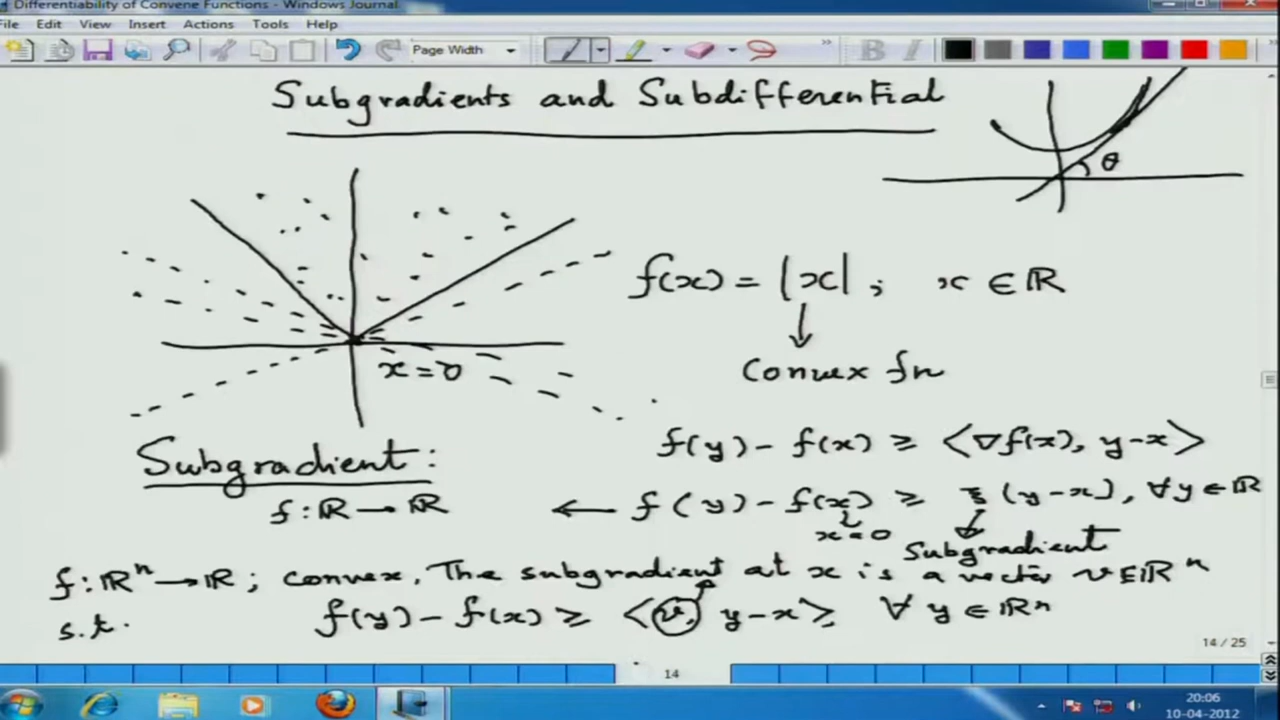 Differentiability of Convene Functions - Windows Journal
File Edit View Insert Actions Tools Help
Page Width
B I
Subgradients and Subdifferential
θ
f(x) = |x| ; x ∈ ℝ
x=0
Convex fn
f(y) - f(x) ≥ <∇f(x), y-x>
Subgradient :
f : ℝ → ℝ ← f(y) - f(x) ≥ ξ (y-x), ∀ y ∈ ℝ
x=0
Subgradient
f : ℝⁿ → ℝ ; convex. The subgradient at x is a vector v ∈ ℝⁿ
s.t. f(y) - f(x) ≥ <v, y-x>, ∀ y ∈ ℝⁿ
14 / 25
14
20:06
10-04-2012